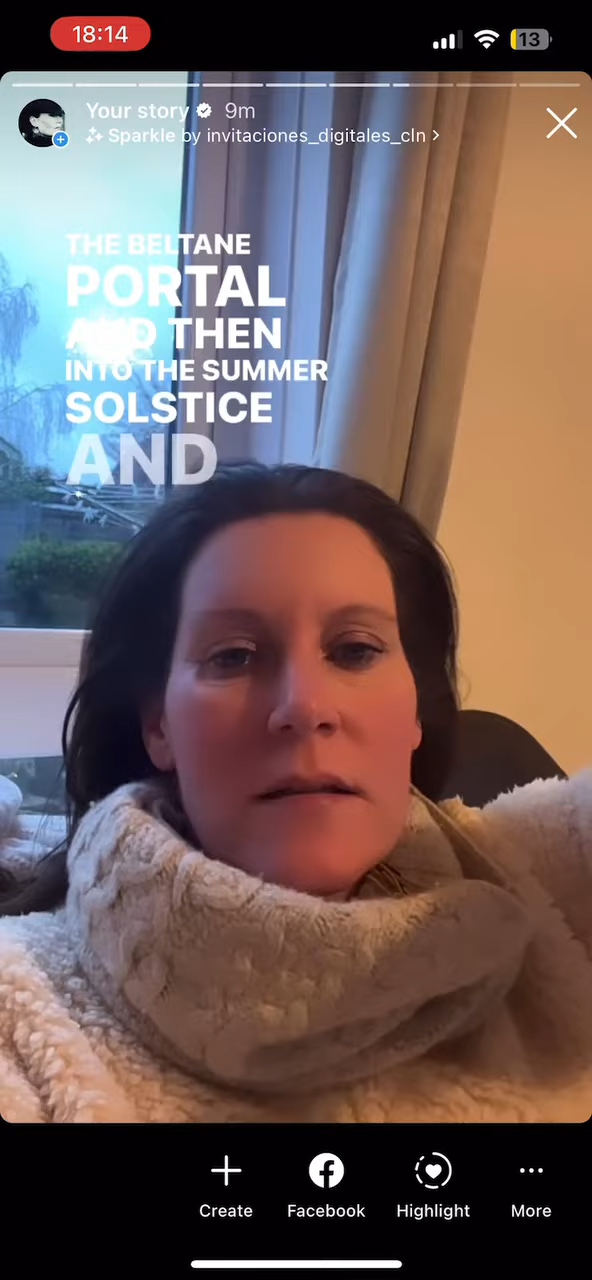 18:14
13
Your story 9m
Sparkle by invitaciones_digitales_cln >
THE BELTANE
PORTAL
AND THEN
INTO THE SUMMER
SOLSTICE
AND
Create
Facebook
Highlight
More